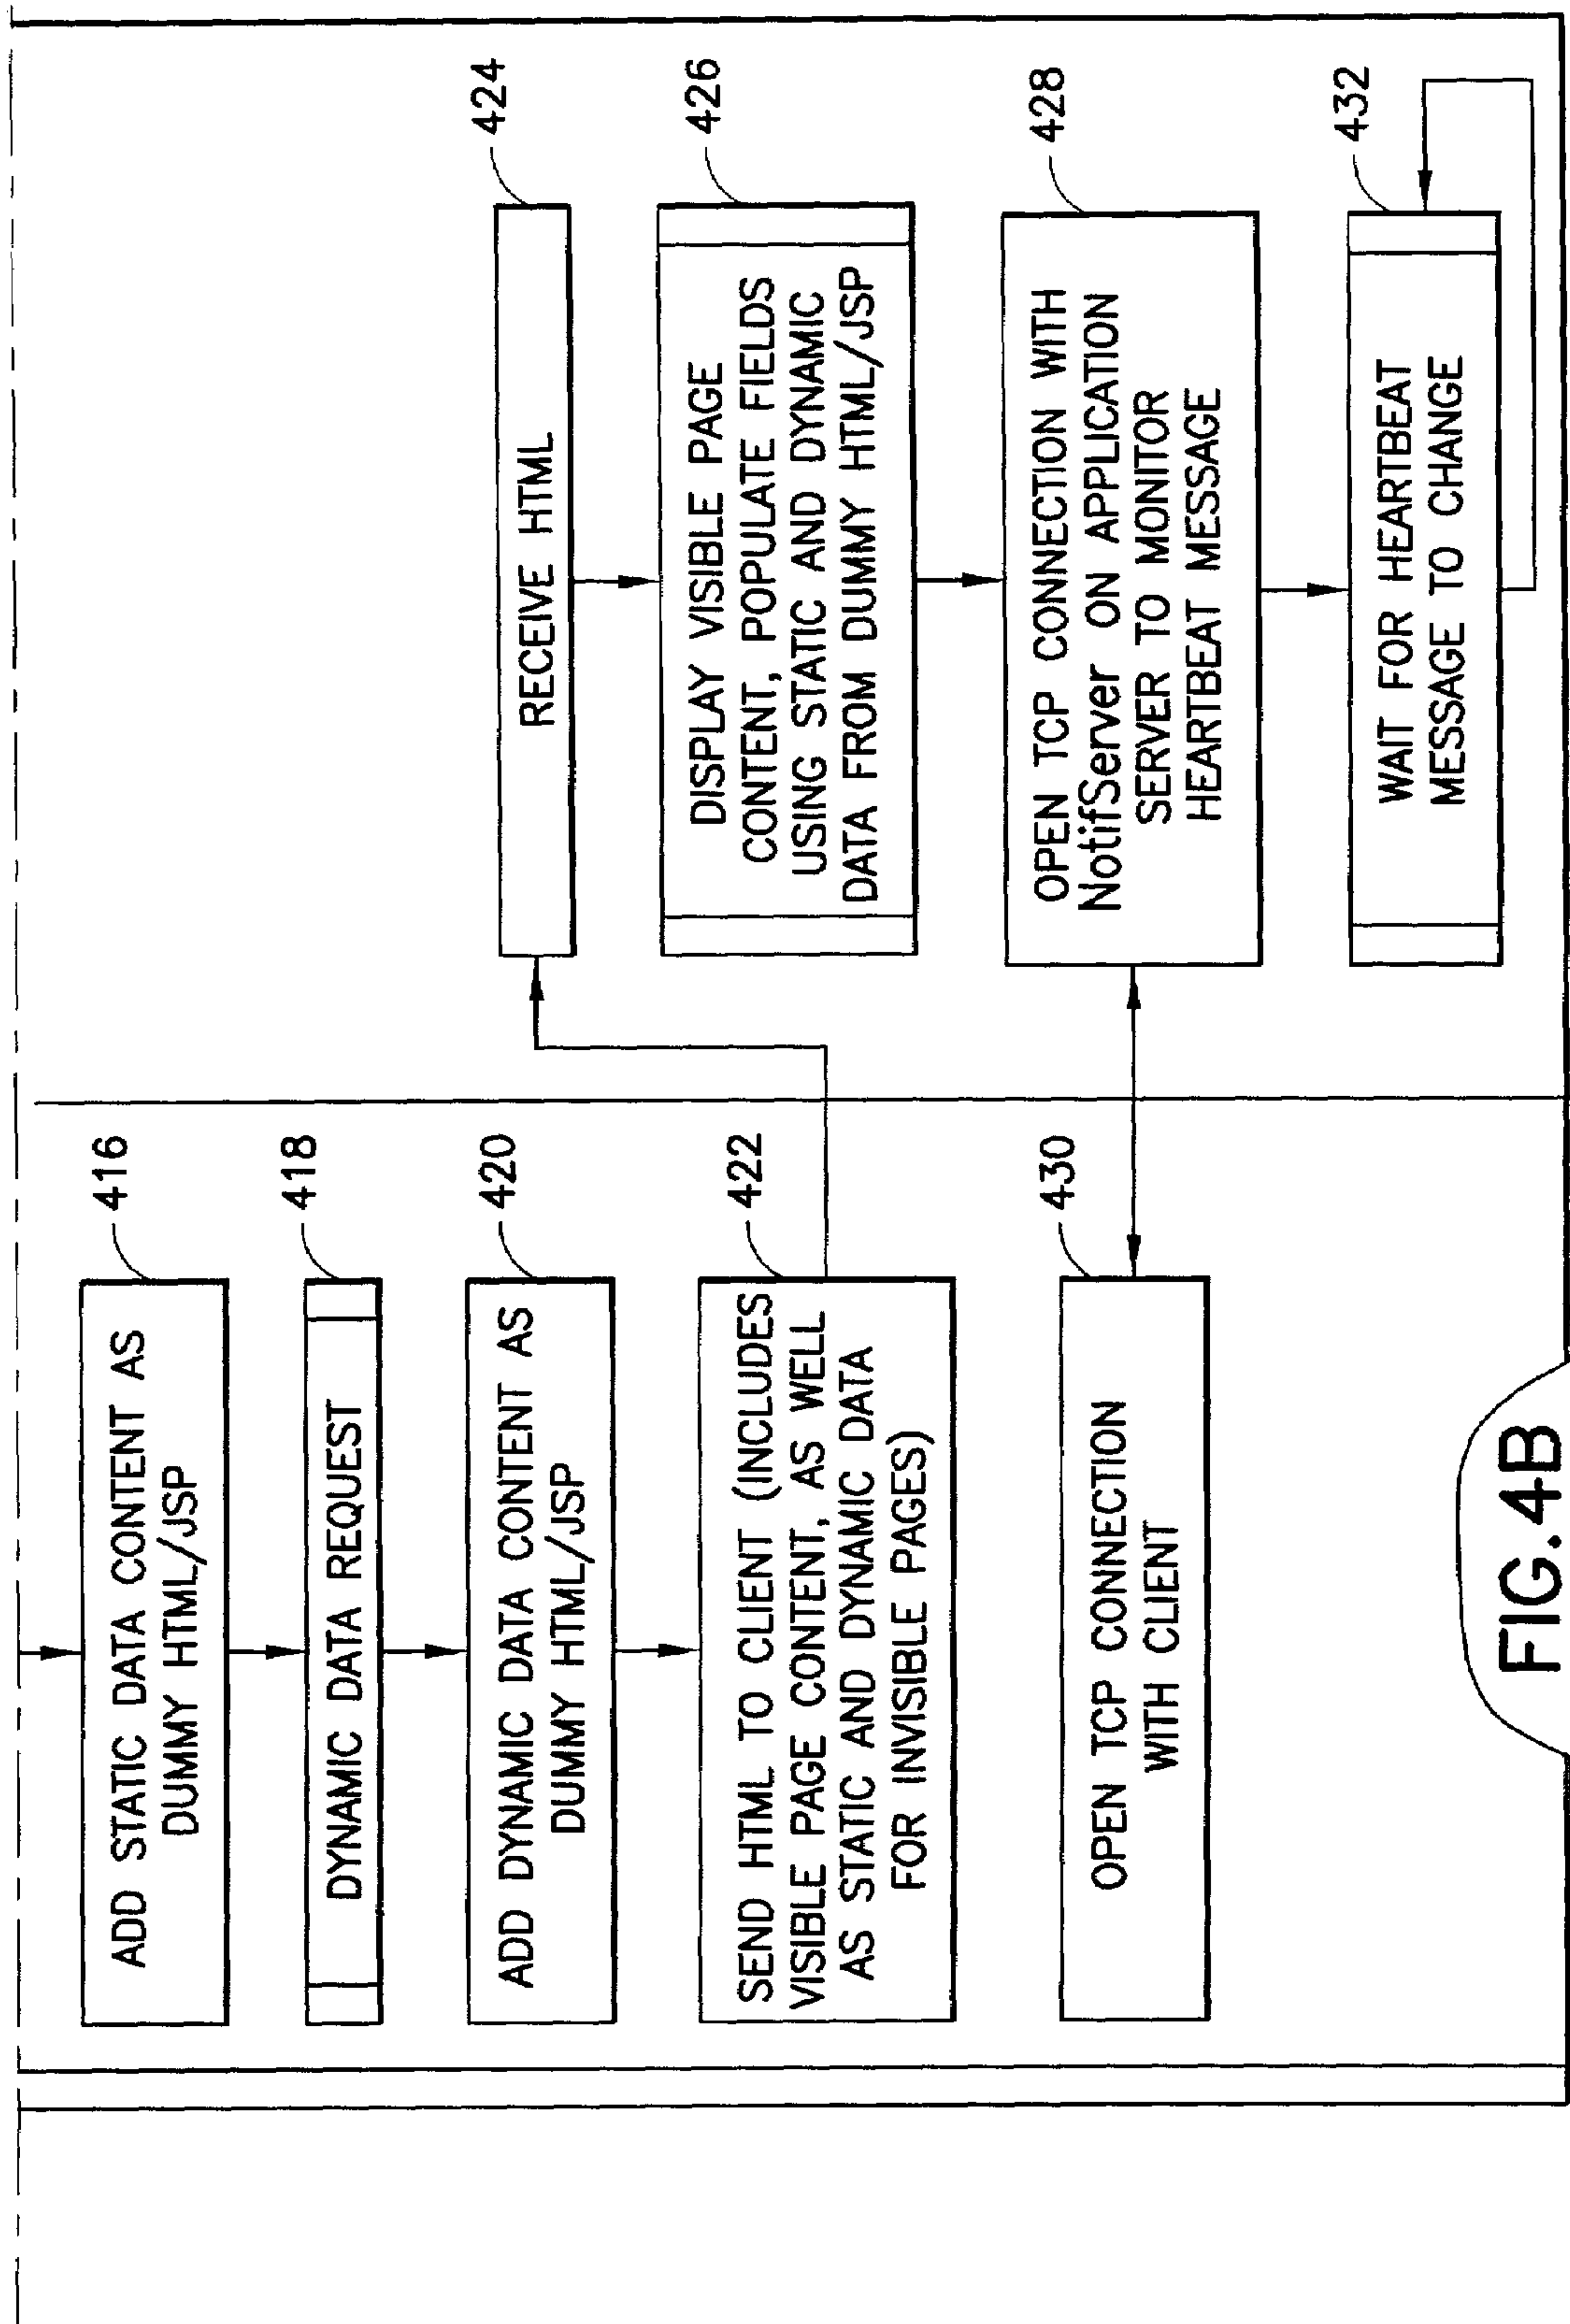 416
ADD STATIC DATA CONTENT AS
DUMMY HTML/JSP
418
DYNAMIC DATA REQUEST
420
ADD DYNAMIC DATA CONTENT AS
DUMMY HTML/JSP
422
SEND HTML TO CLIENT (INCLUDES
VISIBLE PAGE CONTENT, AS WELL
AS STATIC AND DYNAMIC DATA
FOR INVISIBLE PAGES)
430
OPEN TCP CONNECTION
WITH CLIENT
424
RECEIVE HTML
426
DISPLAY VISIBLE PAGE
CONTENT, POPULATE FIELDS
USING STATIC AND DYNAMIC
DATA FROM DUMMY HTML/JSP
428
OPEN TCP CONNECTION WITH
NotifServer ON APPLICATION
SERVER TO MONITOR
HEARTBEAT MESSAGE
432
WAIT FOR HEARTBEAT
MESSAGE TO CHANGE
FIG.4B